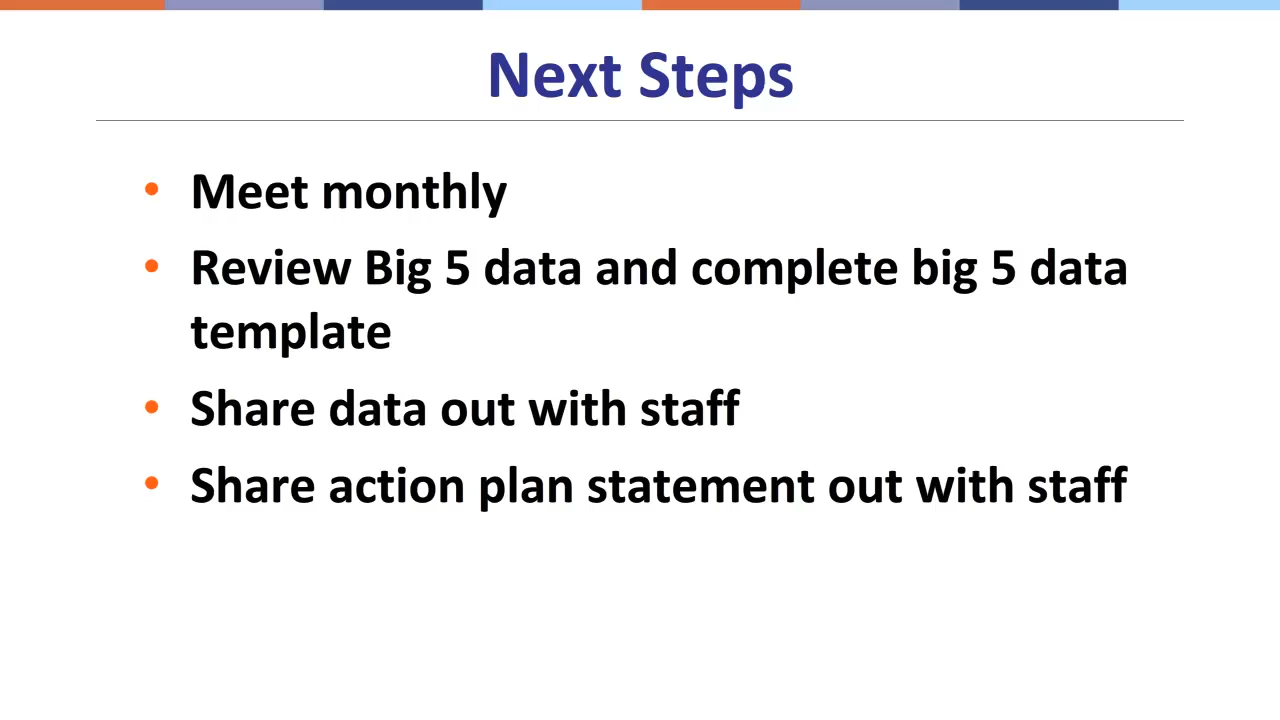 Next Steps
• Meet monthly
• Review Big 5 data and complete big 5 data
template
• Share data out with staff
• Share action plan statement out with staff